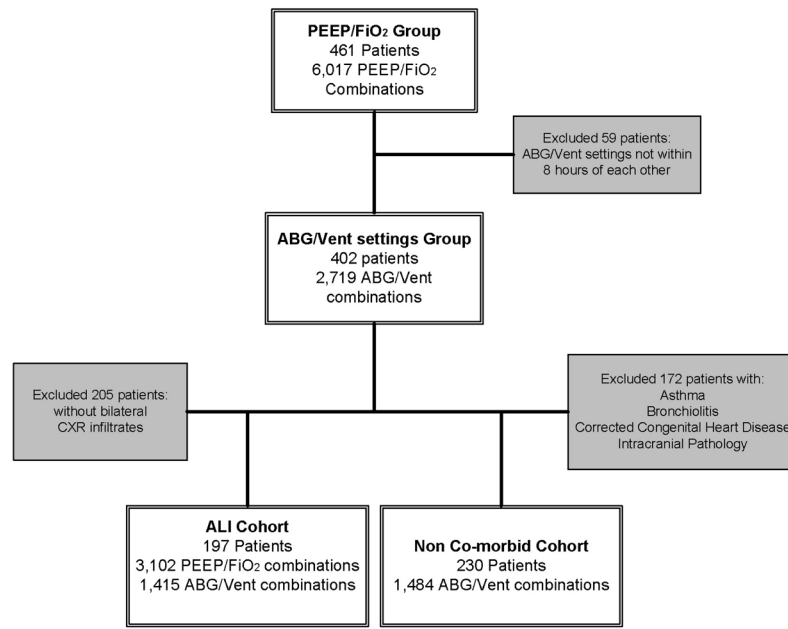 PEEP/FiO₂ Group
461 Patients
6,017 PEEP/FiO₂
Combinations
Excluded 59 patients:
ABG/Vent settings not within
8 hours of each other
ABG/Vent settings Group
402 patients
2,719 ABG/Vent
combinations
Excluded 205 patients:
without bilateral
CXR infiltrates
Excluded 172 patients with:
Asthma
Bronchiolitis
Corrected Congenital Heart Disease
Intracranial Pathology
ALI Cohort
197 Patients
3,102 PEEP/FiO₂ combinations
1,415 ABG/Vent combinations
Non Co-morbid Cohort
230 Patients
1,484 ABG/Vent combinations